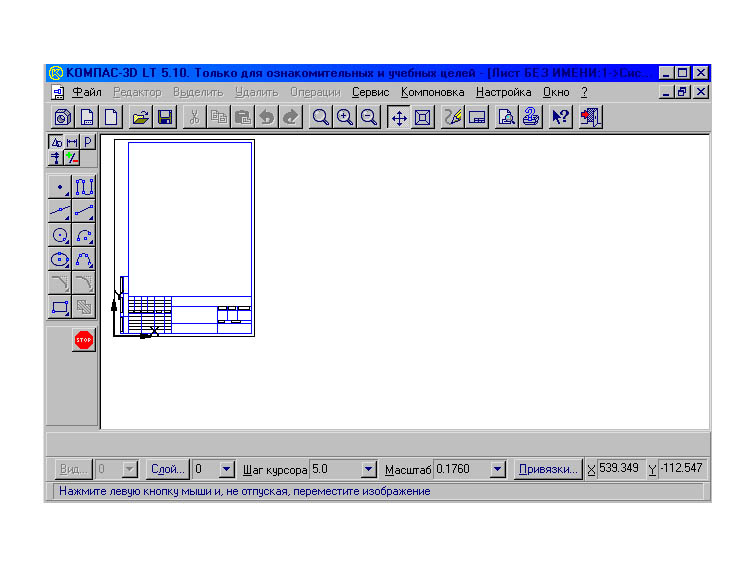 КОМПАС-3D LT 5.10. Только для ознакомительных и учебных целей - [Лист БЕЗ ИМЕНИ:1->Сис...
Файл Редактор Выделить Удалить Операции Сервис Компоновка Настройка Окно ?
P
STOP
Y
X
Вид... 0 Слой... 0 Шаг курсора 5.0 Масштаб 0.1760 Привязки... X 539.349 Y -112.547
Нажмите левую кнопку мыши и, не отпуская, переместите изображение